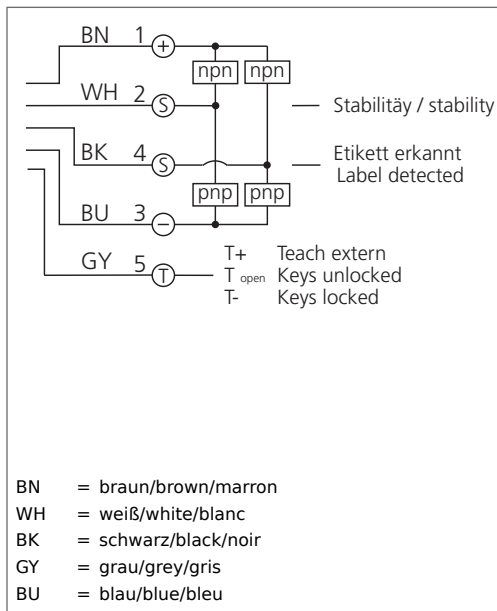 BN 1 +
npn npn
WH 2 S
Stabilitäy / stability
BK 4 S
Etikett erkannt
Label detected
pnp pnp
BU 3 −
T+ Teach extern
GY 5 T
T open Keys unlocked
T- Keys locked
BN = braun/brown/marron
WH = weiß/white/blanc
BK = schwarz/black/noir
GY = grau/grey/gris
BU = blau/blue/bleu